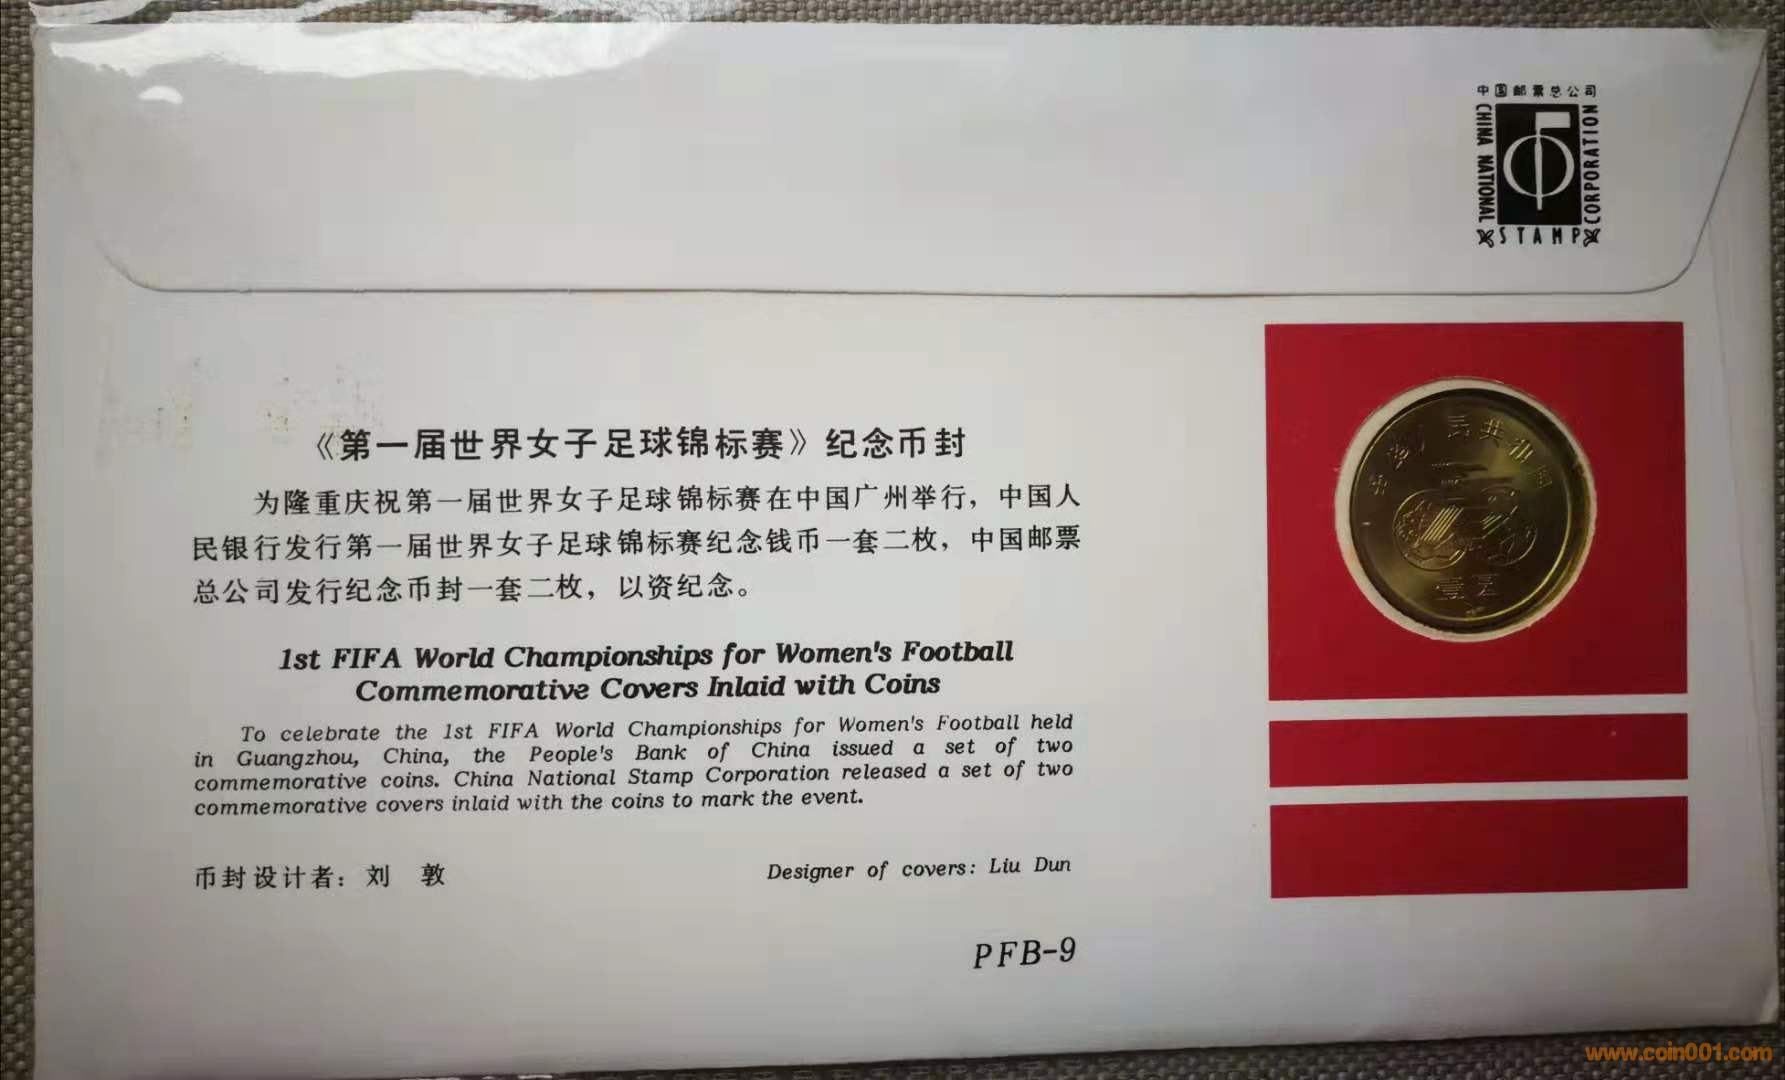 中国邮票总公司
CHINA NATIONAL
STAMP
CORPORATION
《第一届世界女子足球锦标赛》纪念币封
为隆重庆祝第一届世界女子足球锦标赛在中国广州举行，中国人
民银行发行第一届世界女子足球锦标赛纪念钱币一套二枚，中国邮票
总公司发行纪念币封一套二枚，以资纪念。
1st FIFA World Championships for Women's Football
Commemorative Covers Inlaid with Coins
To celebrate the 1st FIFA World Championships for Women's Football held
in Guangzhou, China, the People's Bank of China issued a set of two
commemorative coins. China National Stamp Corporation released a set of two
commemorative covers inlaid with the coins to mark the event.
币封设计者：刘 敦
Designer of covers: Liu Dun
PFB-9
民共和国
壹
www.coin001.com